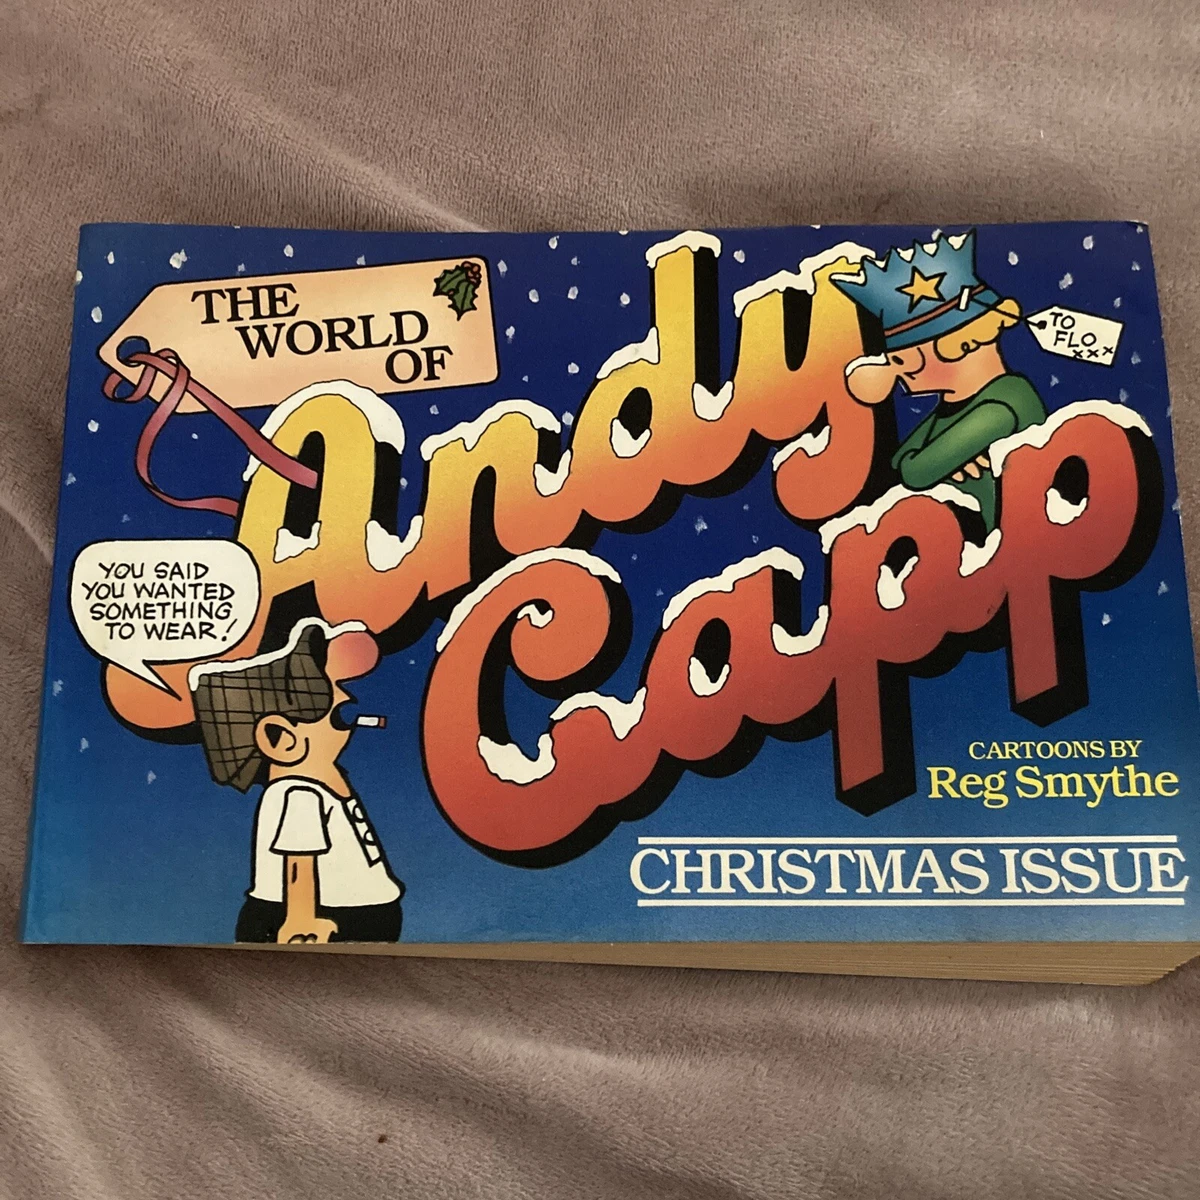 THE
WORLD
OF
Andy
Capp
TO
FLO
xxx
YOU SAID
YOU WANTED
SOMETHING
TO WEAR!
CARTOONS BY
Reg Smythe
CHRISTMAS ISSUE